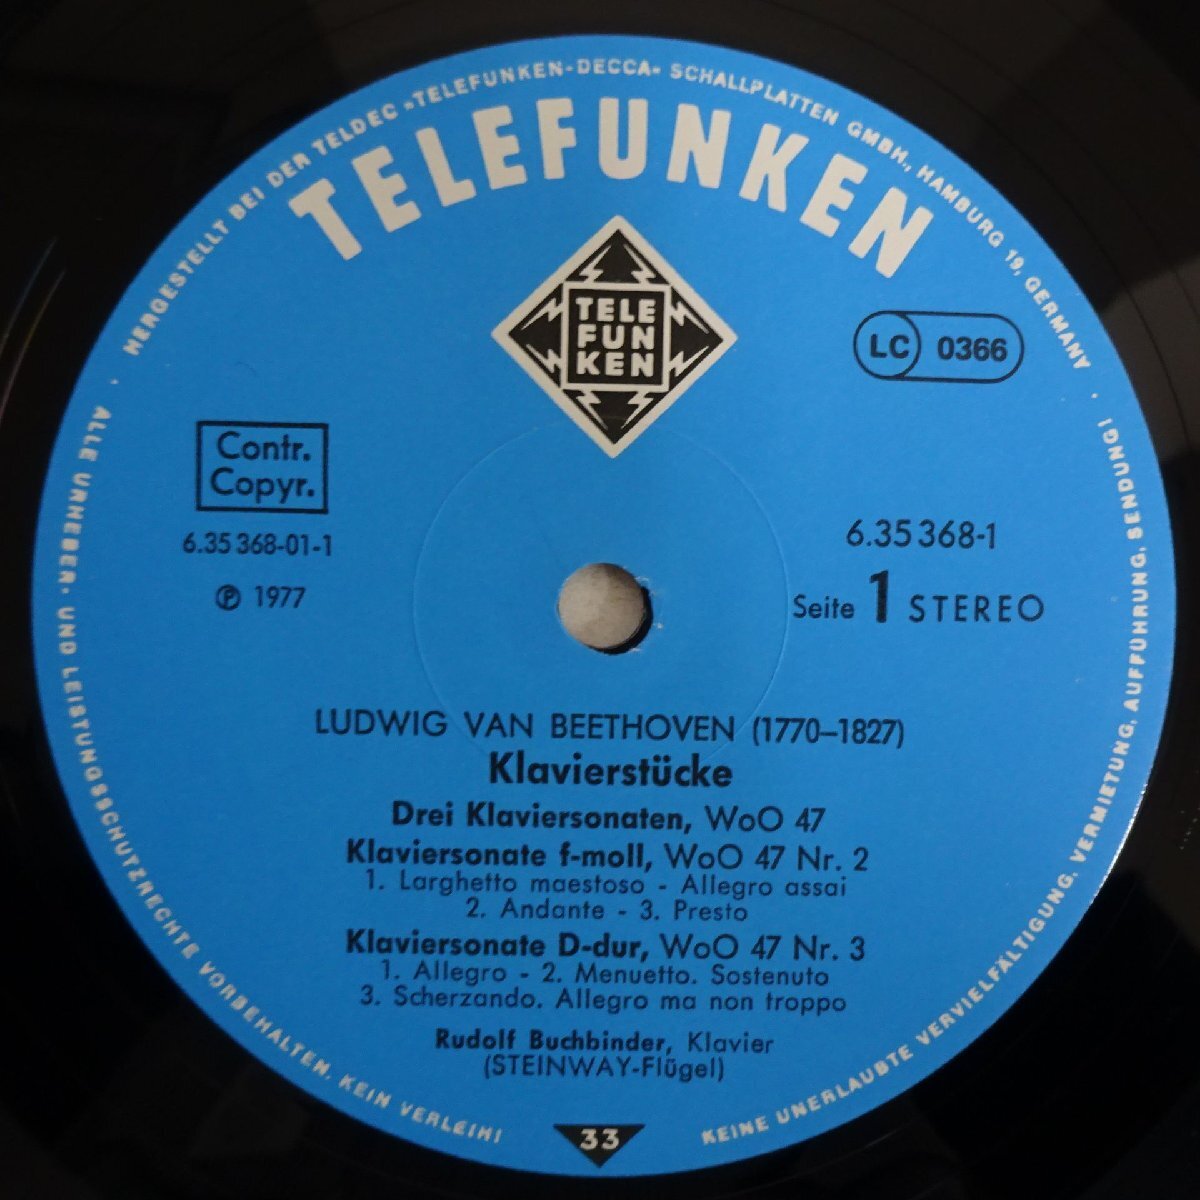 HERGESTELLT BEI DER TELDEC »TELEFUNKEN-DECCA« SCHALLPLATTEN GMBH., HAMBURG 19, GERMANY
TELEFUNKEN
TELE
FUN
KEN
LC 0366
Contr.
Copyr.
6.35368-01-1
℗ 1977
6.35368-1
Seite 1 STEREO
LUDWIG VAN BEETHOVEN (1770–1827)
Klavierstücke
Drei Klaviersonaten, WoO 47
Klaviersonate f-moll, WoO 47 Nr. 2
1. Larghetto maestoso - Allegro assai
2. Andante - 3. Presto
Klaviersonate D-dur, WoO 47 Nr. 3
1. Allegro - 2. Menuetto. Sostenuto
3. Scherzando. Allegro ma non troppo
Rudolf Buchbinder, Klavier
(STEINWAY-Flügel)
33
· ALLE URHEBER- UND LEISTUNGSSCHUTZRECHTE VORBEHALTEN. KEIN VERLEIH!
KEINE UNERLAUBTE VERVIELFÄLTIGUNG, VERMIETUNG, AUFFÜHRUNG, SENDUNG! ·